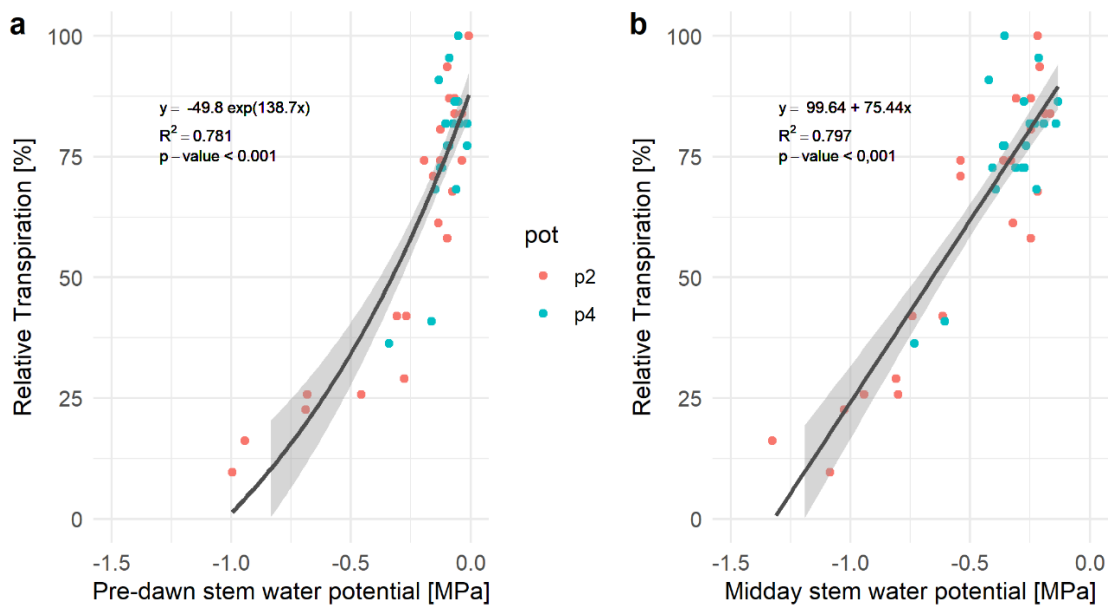 a
b
100
75
50
25
0
Relative Transpiration [%]
y = -49.8 exp(138.7x)
R² = 0.781
p – value < 0.001
-1.5 -1.0 -0.5 0.0
Pre-dawn stem water potential [MPa]
pot
p2
p4
100
75
50
25
0
Relative Transpiration [%]
y = 99.64 + 75.44x
R² = 0.797
p – value < 0,001
-1.5 -1.0 -0.5 0.0
Midday stem water potential [MPa]